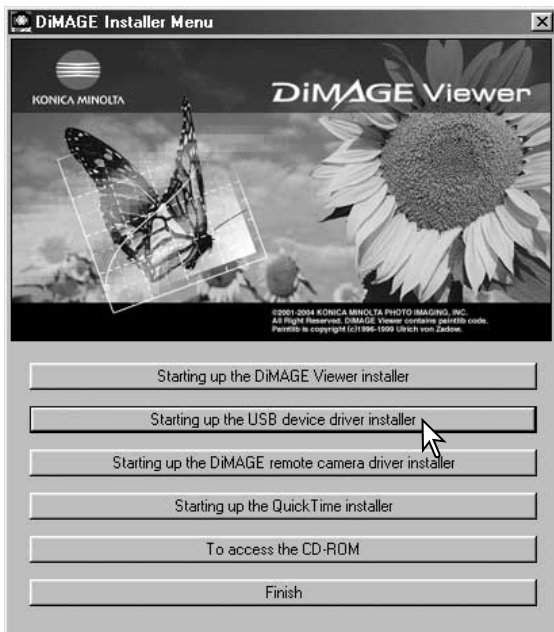 DiMAGE Installer Menu
KONICA MINOLTA
DiMAGE Viewer
©2001-2004 KONICA MINOLTA PHOTO IMAGING, INC.
All Right Reserved. DiMAGE Viewer contains paintlib code.
Paintlib is copyright (c)1996-1999 Ulrich von Zadow.
Starting up the DiMAGE Viewer installer
Starting up the USB device driver installer
Starting up the DiMAGE remote camera driver installer
Starting up the QuickTime installer
To access the CD-ROM
Finish